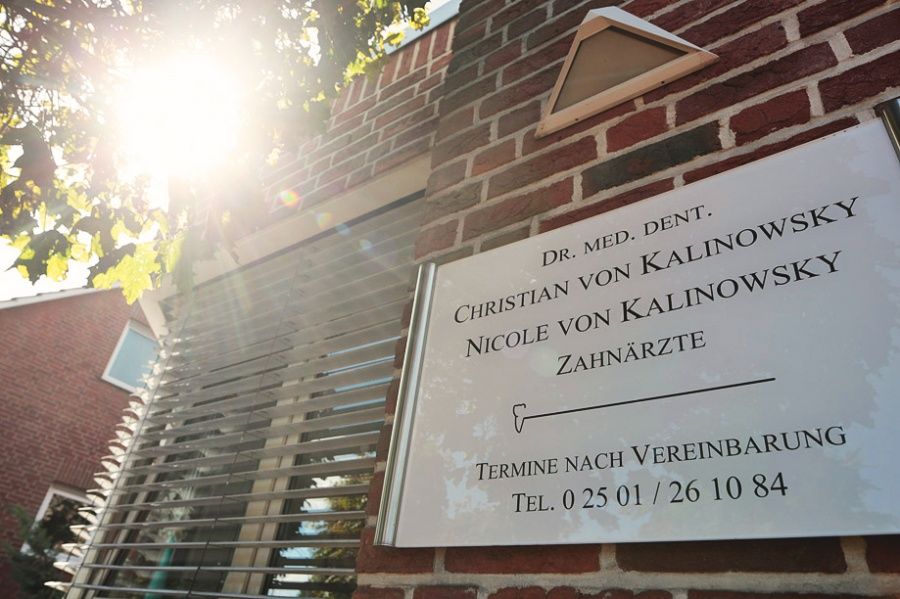 DR. MED. DENT.
CHRISTIAN VON KALINOWSKY
NICOLE VON KALINOWSKY
ZAHNÄRZTE
TERMINE NACH VEREINBARUNG
TEL. 0 25 01 / 26 10 84